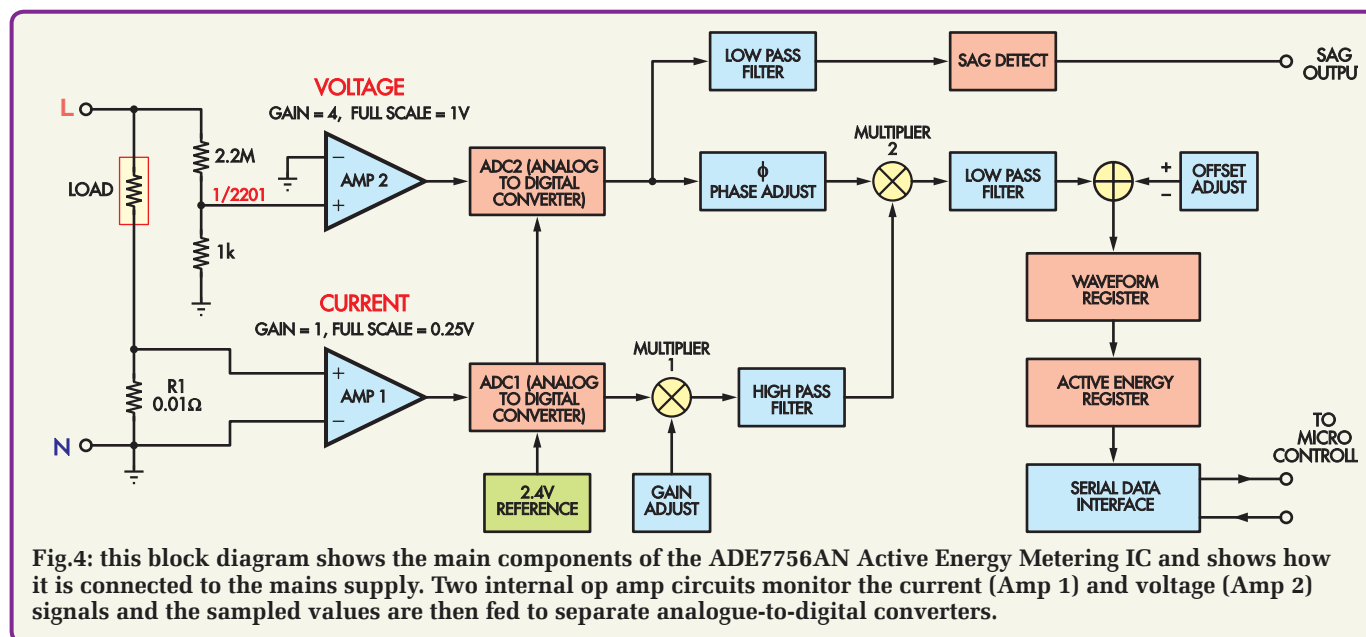 VOLTAGE
GAIN = 4, FULL SCALE = 1V
L
LOAD
2.2M
1/2201
1k
−
AMP 2
+
ADC2 (ANALOG
TO DIGITAL
CONVERTER)
LOW PASS
FILTER
SAG DETECT
SAG
OUTPU
ϕ
PHASE ADJUST
MULTIPLIER
2
LOW PASS
FILTER
+
−
OFFSET
ADJUST
CURRENT
GAIN = 1, FULL SCALE = 0.25V
R1
0.01Ω
N
+
AMP 1
−
ADC1 (ANALOG
TO DIGITAL
CONVERTER)
2.4V
REFERENCE
MULTIPLIER
1
GAIN
ADJUST
HIGH PASS
FILTER
WAVEFORM
REGISTER
ACTIVE ENERGY
REGISTER
SERIAL DATA
INTERFACE
TO
MICRO
CONTROLL
Fig.4: this block diagram shows the main components of the ADE7756AN Active Energy Metering IC and shows how
it is connected to the mains supply. Two internal op amp circuits monitor the current (Amp 1) and voltage (Amp 2)
signals and the sampled values are then fed to separate analogue-to-digital converters.